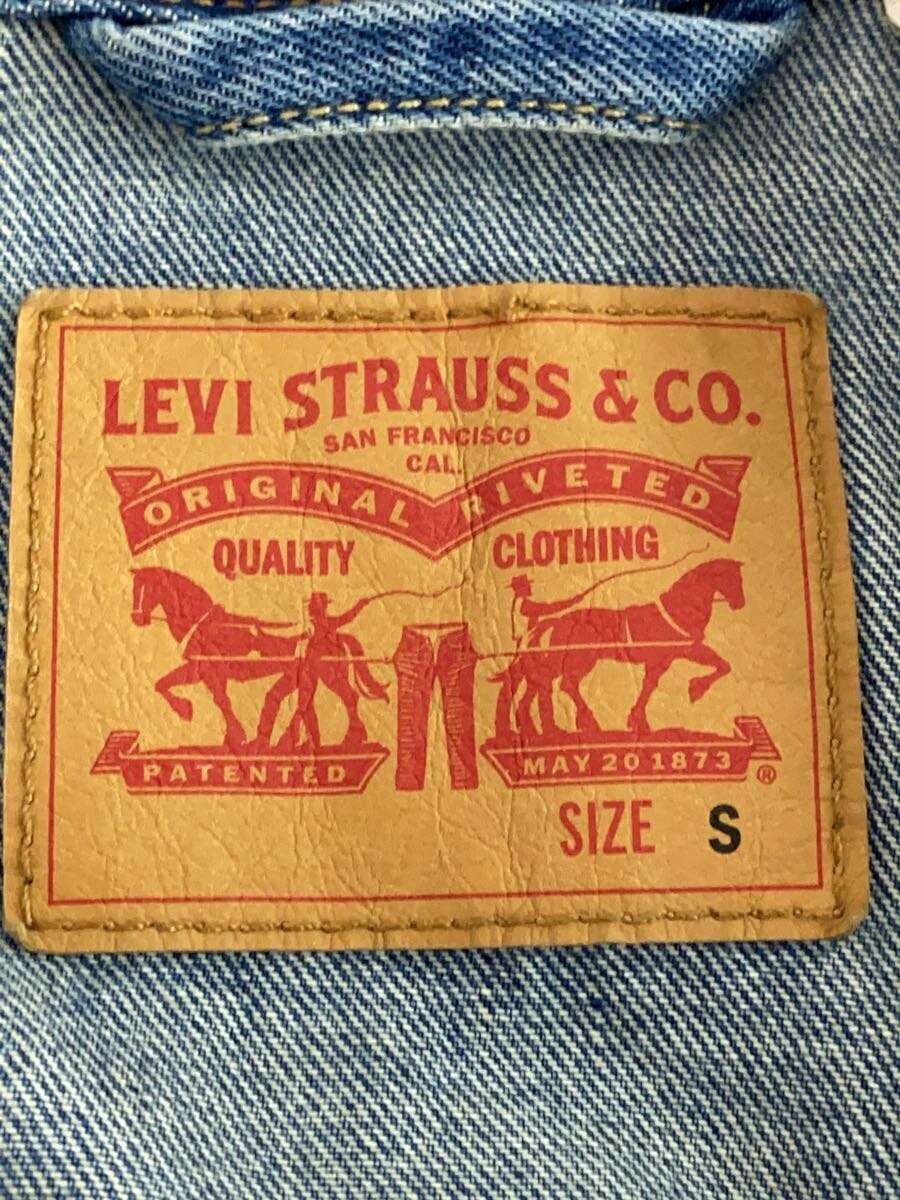 LEVI STRAUSS & CO.
SAN FRANCISCO
CAL.
ORIGINAL RIVETED
QUALITY CLOTHING
PATENTED MAY 20 1873 ®
SIZE S